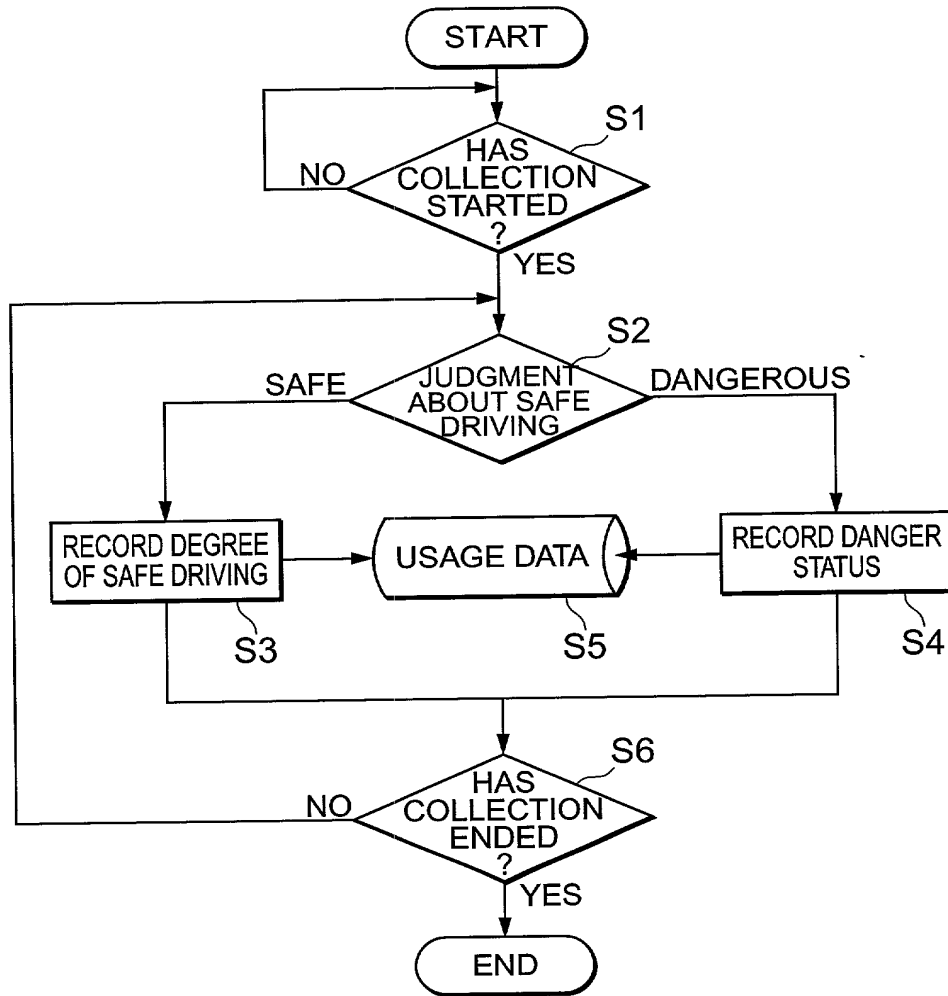 START
S1
HAS
COLLECTION
STARTED
?
NO
YES
S2
JUDGMENT
ABOUT SAFE
DRIVING
SAFE
DANGEROUS
RECORD DEGREE
OF SAFE DRIVING
S3
USAGE DATA
S5
RECORD DANGER
STATUS
S4
S6
HAS
COLLECTION
ENDED
?
NO
YES
END